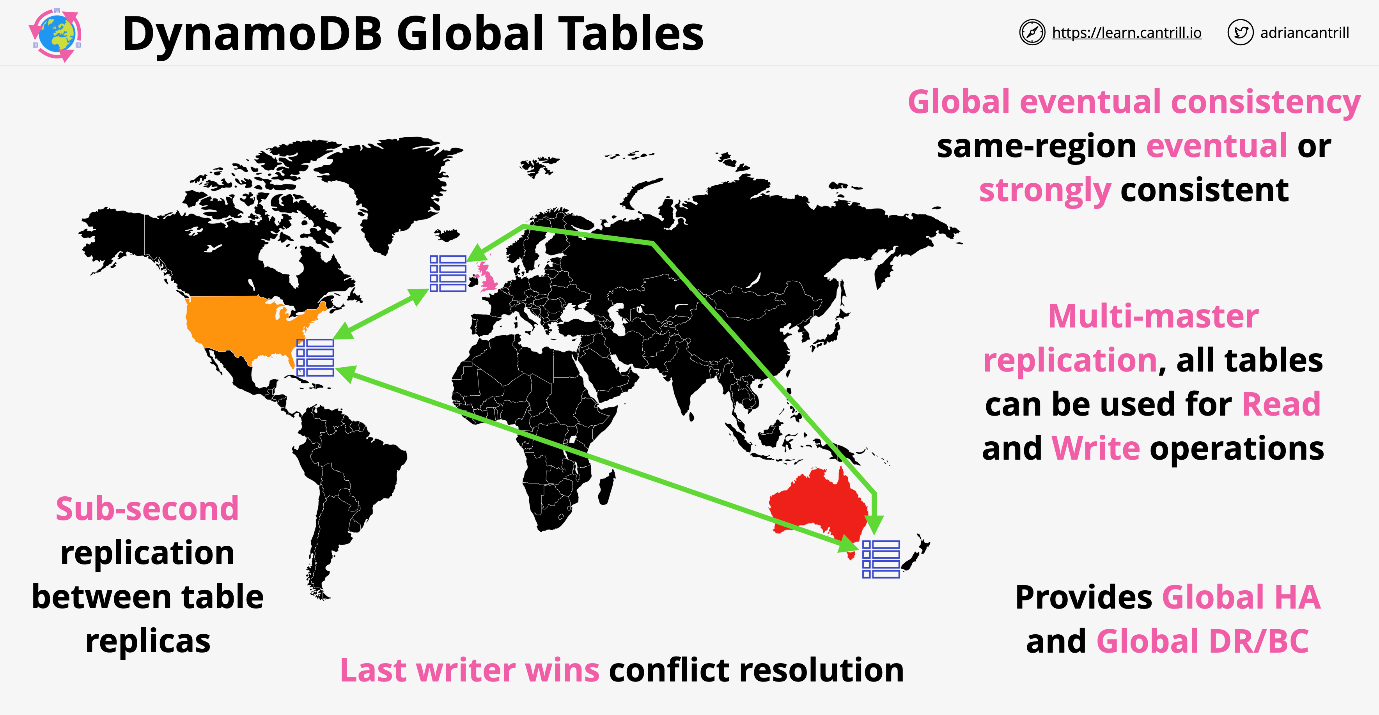 DynamoDB Global Tables
https://learn.cantrill.io
adriancantrill
Global eventual consistency
same-region eventual or
strongly consistent
Multi-master
replication, all tables
can be used for Read
and Write operations
Sub-second
replication
between table
replicas
Provides Global HA
and Global DR/BC
Last writer wins conflict resolution